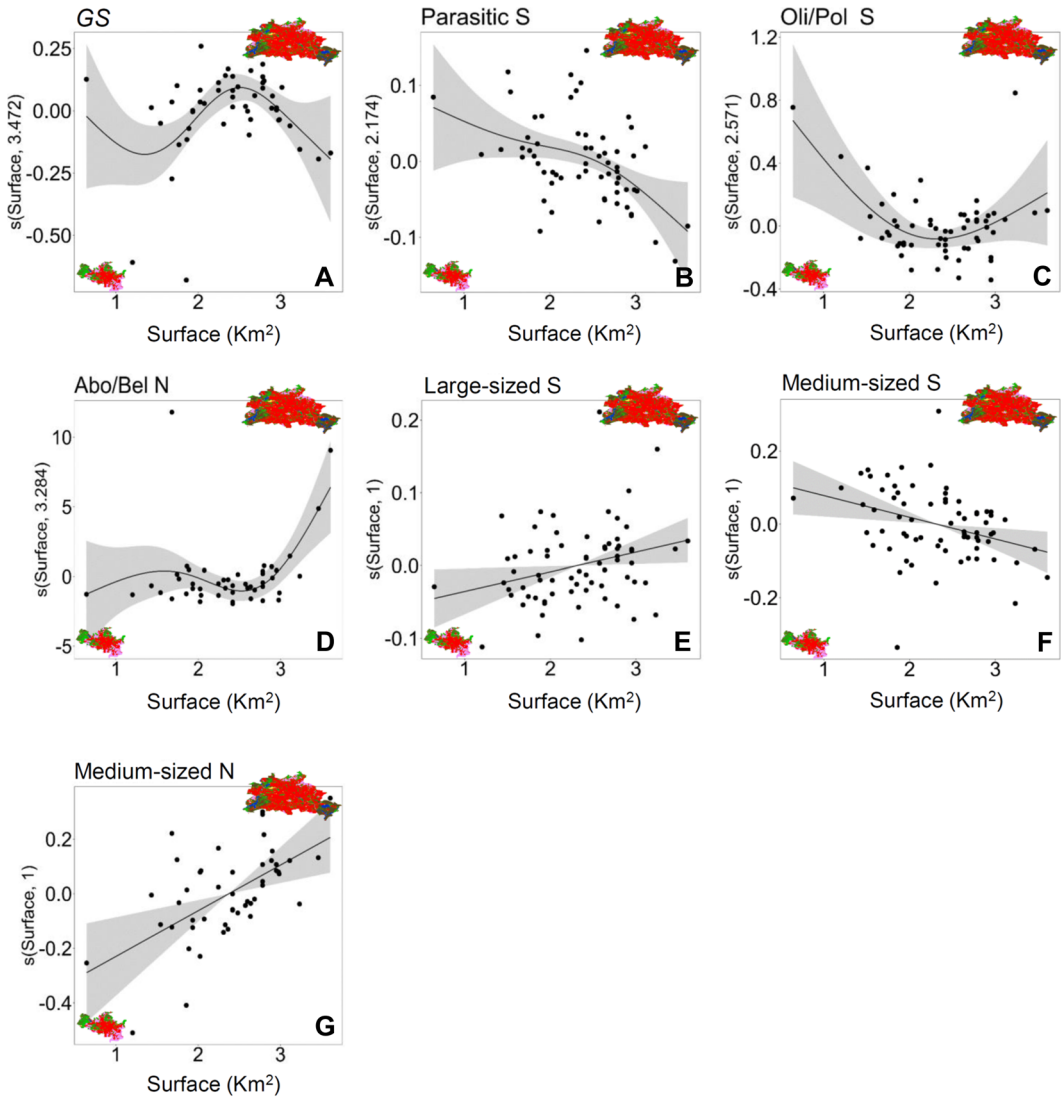 GS
s(Surface, 3.472)
0.25
0.00
-0.25
-0.50
1 2 3
A
Surface (Km²)
Parasitic S
s(Surface, 2.174)
0.1
0.0
-0.1
1 2 3
B
Surface (Km²)
Oli/Pol S
s(Surface, 2.571)
1.2
0.8
0.4
0.0
-0.4
1 2 3
C
Surface (Km²)
Abo/Bel N
s(Surface, 3.284)
10
5
0
-5
1 2 3
D
Surface (Km²)
Large-sized S
s(Surface, 1)
0.2
0.1
0.0
-0.1
1 2 3
E
Surface (Km²)
Medium-sized S
s(Surface, 1)
0.2
0.0
-0.2
1 2 3
F
Surface (Km²)
Medium-sized N
s(Surface, 1)
0.2
0.0
-0.2
-0.4
1 2 3
G
Surface (Km²)